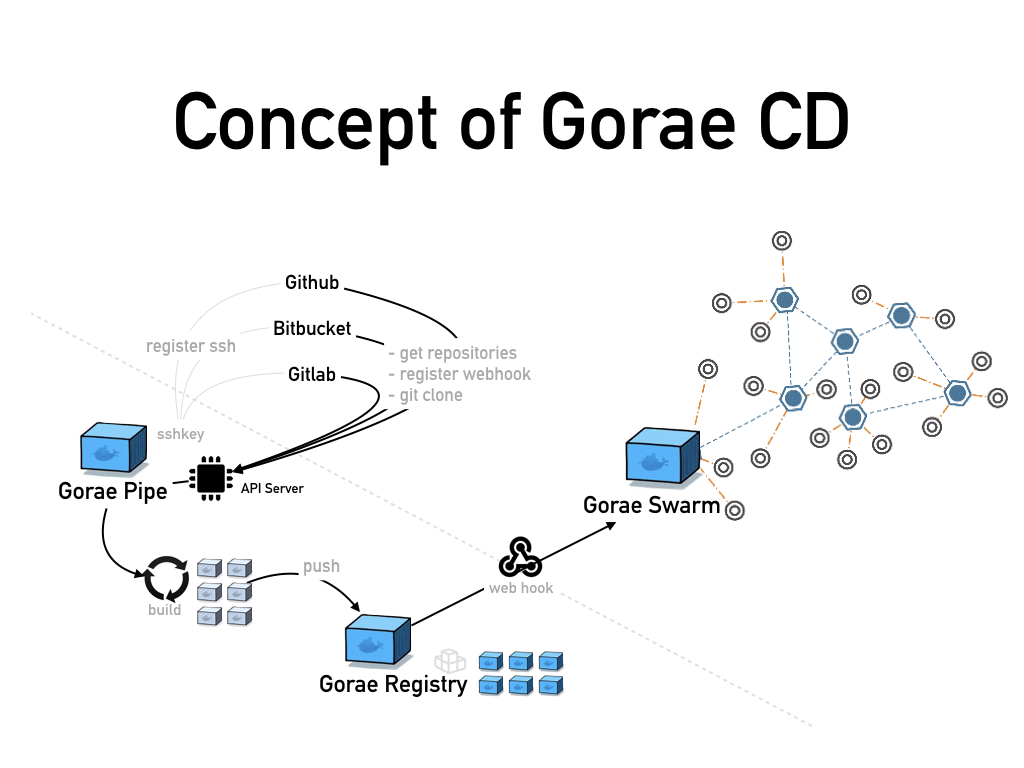 Concept of Gorae CD
Github
Bitbucket
register ssh
- get repositories
Gitlab
- register webhook
- git clone
sshkey
Gorae Pipe
API Server
Gorae Swarm
push
build
web hook
Gorae Registry